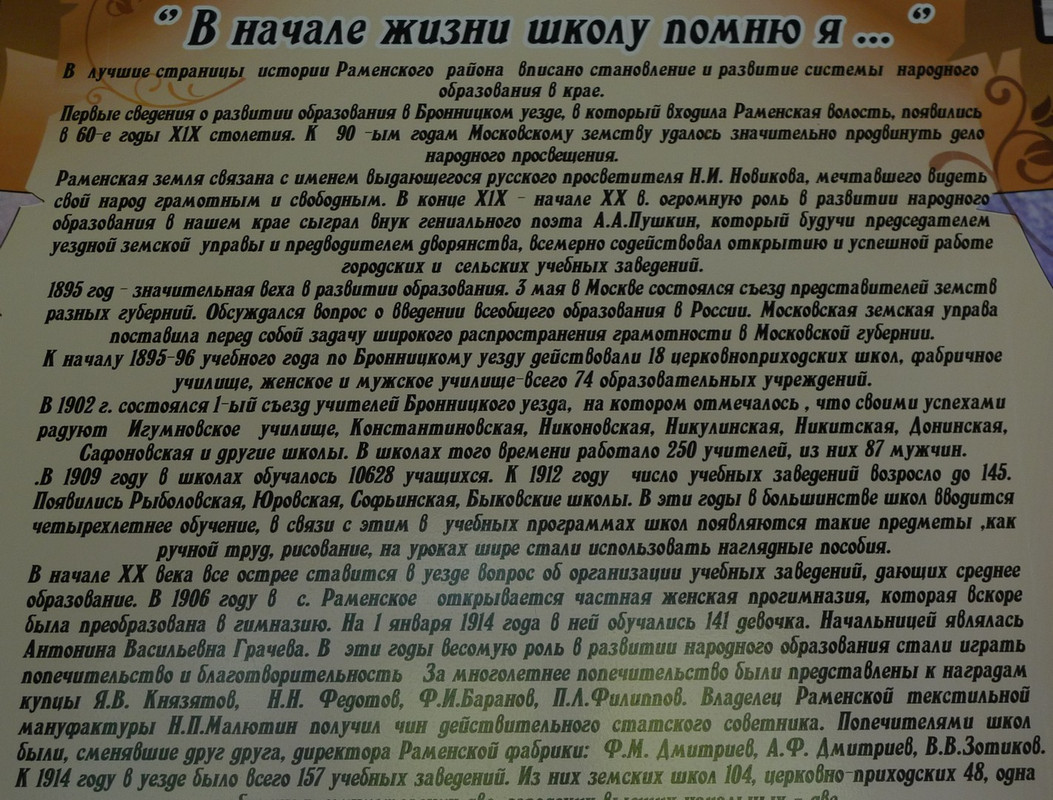 “ В начале жизни школу помню я ... “
В лучшие страницы истории Раменского района вписано становление и развитие системы народного
образования в крае.
Первые сведения о развитии образования в Бронницком уезде, в который входила Раменская волость, появились
в 60-е годы XIX столетия. К 90 -ым годам Московскому земству удалось значительно продвинуть дело
народного просвещения.
Раменская земля связана с именем выдающегося русского просветителя Н.И. Новикова, мечтавшего видеть
свой народ грамотным и свободным. В конце XIX - начале XX в. огромную роль в развитии народного
образования в нашем крае сыграл внук гениального поэта А.А.Пушкин, который будучи председателем
уездной земской управы и предводителем дворянства, всемерно содействовал открытию и успешной работе
городских и сельских учебных заведений.
1895 год - значительная веха в развитии образования. 3 мая в Москве состоялся съезд представителей земств
разных губерний. Обсуждался вопрос о введении всеобщего образования в России. Московская земская управа
поставила перед собой задачу широкого распространения грамотности в Московской губернии.
К началу 1895-96 учебного года по Бронницкому уезду действовали 18 церковноприходских школ, фабричное
училище, женское и мужское училище-всего 74 образовательных учреждений.
В 1902 г. состоялся 1-ый съезд учителей Бронницкого уезда, на котором отмечалось , что своими успехами
радуют Игумновское училище, Константиновская, Никоновская, Никулинская, Никитская, Донинская,
Сафоновская и другие школы. В школах того времени работало 250 учителей, из них 87 мужчин.
.В 1909 году в школах обучалось 10628 учащихся. К 1912 году число учебных заведений возросло до 145.
Появились Рыболовская, Юровская, Софьинская, Быковские школы. В эти годы в большинстве школ вводится
четырехлетнее обучение, в связи с этим в учебных программах школ появляются такие предметы ,как
ручной труд, рисование, на уроках шире стали использовать наглядные пособия.
В начале XX века все острее ставится в уезде вопрос об организации учебных заведений, дающих среднее
образование. В 1906 году в с. Раменское открывается частная женская прогимназия, которая вскоре
была преобразована в гимназию. На 1 января 1914 года в ней обучались 141 девочка. Начальницей являлась
Антонина Васильевна Грачева. В эти годы весомую роль в развитии народного образования стали играть
попечительство и благотворительность За многолетнее попечительство были представлены к наградам
купцы Я.В. Князятов, Н.Н. Федотов, Ф.И.Баранов, П.Л.Филиппов. Владелец Раменской текстильной
мануфактуры Н.П.Малютин получил чин действительного статского советника. Попечителями школ
были, сменявшие друг друга, директора Раменской фабрики: Ф.М. Дмитриев, А.Ф. Дмитриев, В.В.Зотиков.
К 1914 году в уезде было всего 157 учебных заведений. Из них земских школ 104, церковно-приходских 48, одна